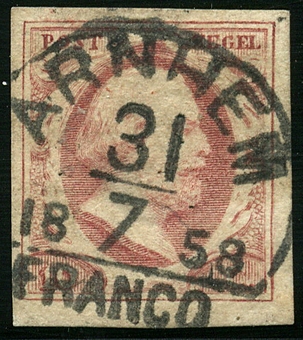 POST ZEGEL
ARNHEM
31
7
18 58
FRANCO